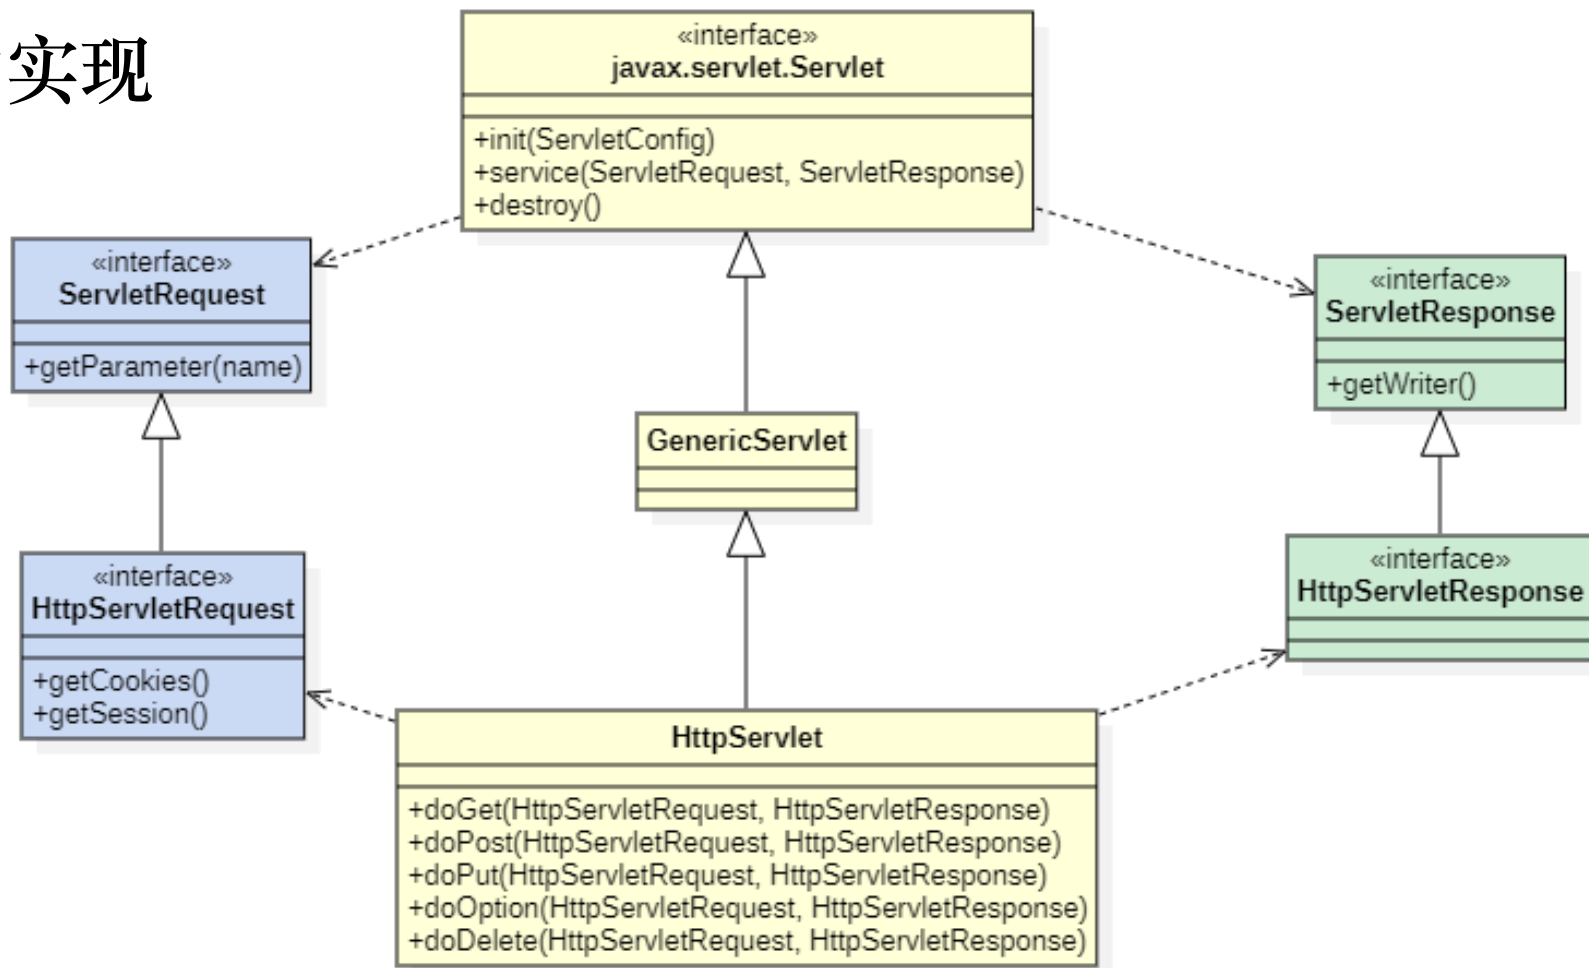 实现
«interface»
javax.servlet.Servlet
+init(ServletConfig)
+service(ServletRequest, ServletResponse)
+destroy()
«interface»
ServletRequest
+getParameter(name)
«interface»
ServletResponse
+getWriter()
GenericServlet
«interface»
HttpServletRequest
+getCookies()
+getSession()
«interface»
HttpServletResponse
HttpServlet
+doGet(HttpServletRequest, HttpServletResponse)
+doPost(HttpServletRequest, HttpServletResponse)
+doPut(HttpServletRequest, HttpServletResponse)
+doOption(HttpServletRequest, HttpServletResponse)
+doDelete(HttpServletRequest, HttpServletResponse)